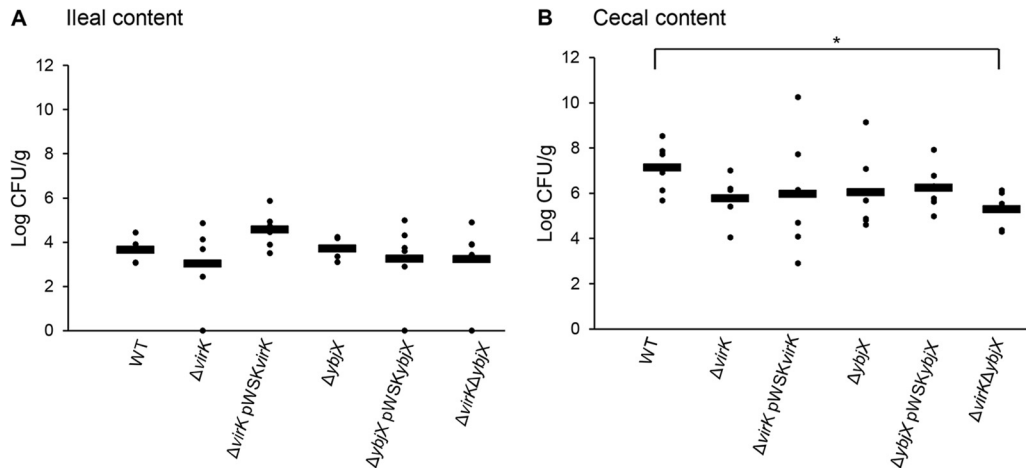 A Ileal content
Log CFU/g
12
10
8
6
4
2
0
WT
ΔvirK
ΔvirK pWSKvirK
ΔybjX
ΔybjX pWSKybjX
ΔvirKΔybjX
B Cecal content
*
Log CFU/g
12
10
8
6
4
2
0
WT
ΔvirK
ΔvirK pWSKvirK
ΔybjX
ΔybjX pWSKybjX
ΔvirKΔybjX